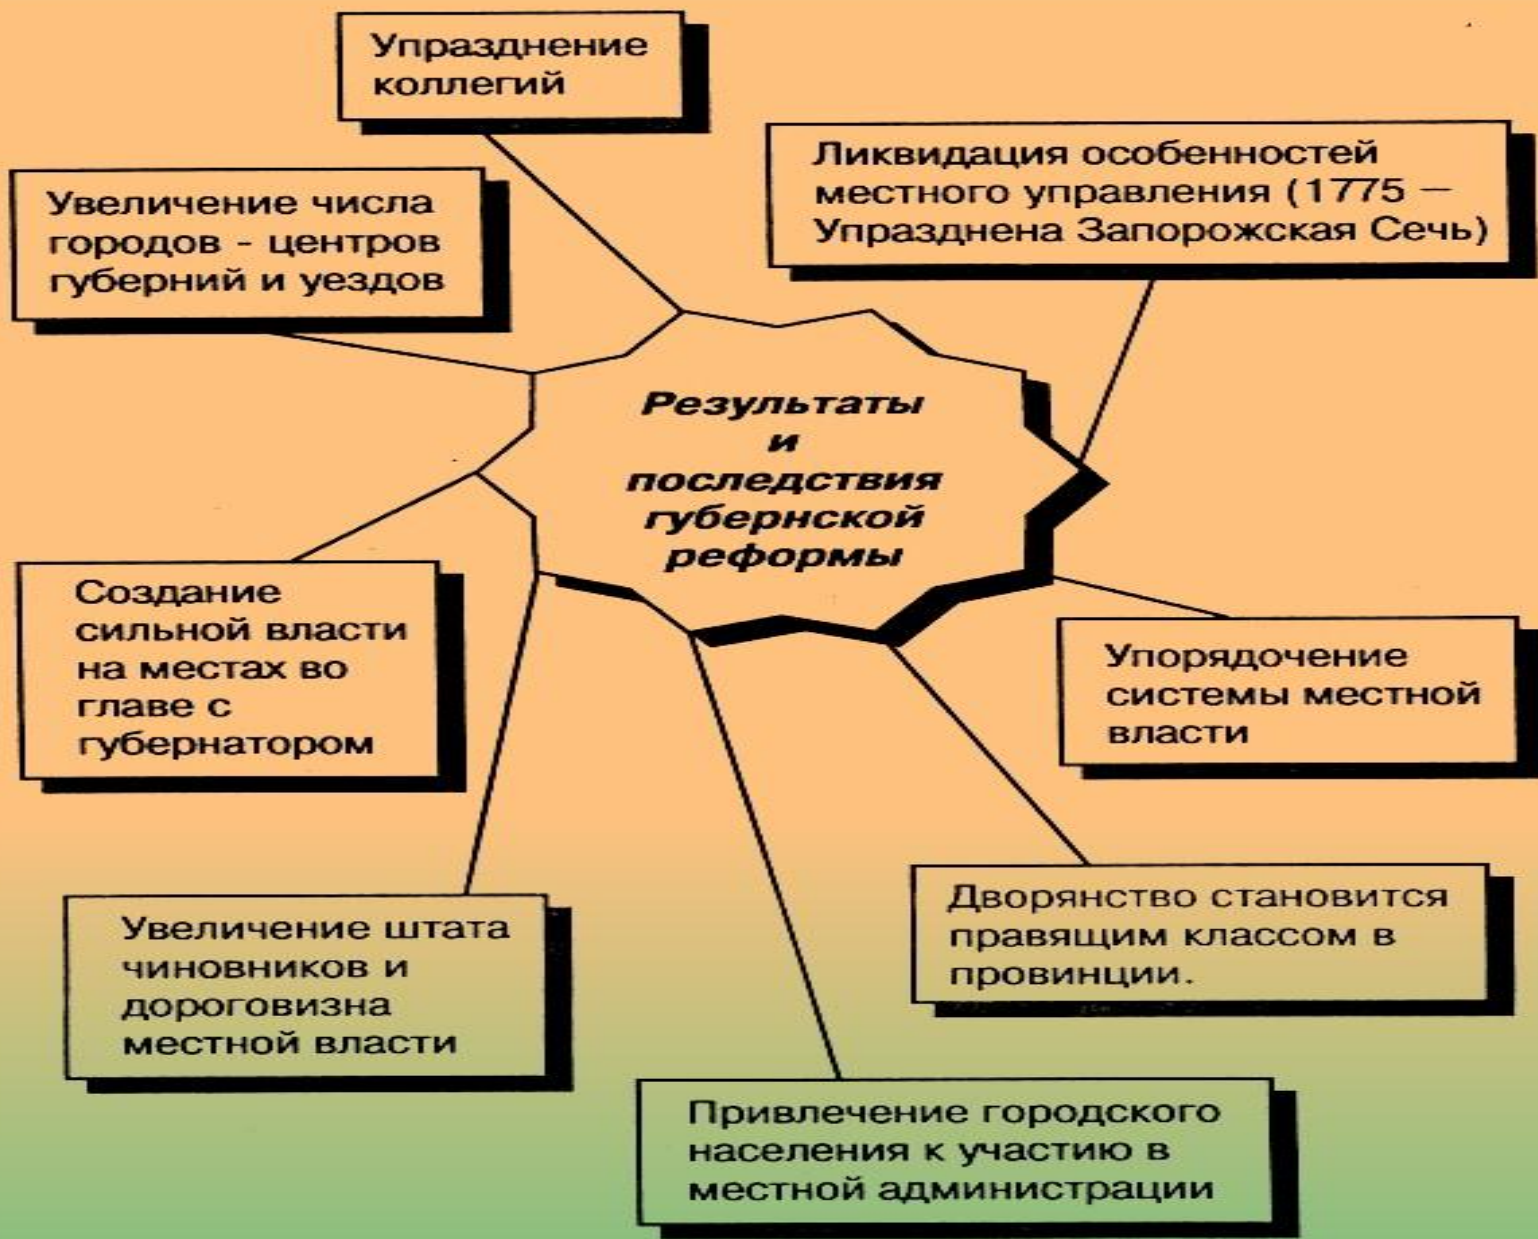 Упразднение
коллегий
Ликвидация особенностей
местного управления (1775 –
Упразднена Запорожская Сечь)
Увеличение числа
городов - центров
губерний и уездов
Результаты
и
последствия
губернской
реформы
Создание
сильной власти
на местах во
главе с
губернатором
Упорядочение
системы местной
власти
Увеличение штата
чиновников и
дороговизна
местной власти
Дворянство становится
правящим классом в
провинции.
Привлечение городского
населения к участию в
местной администрации